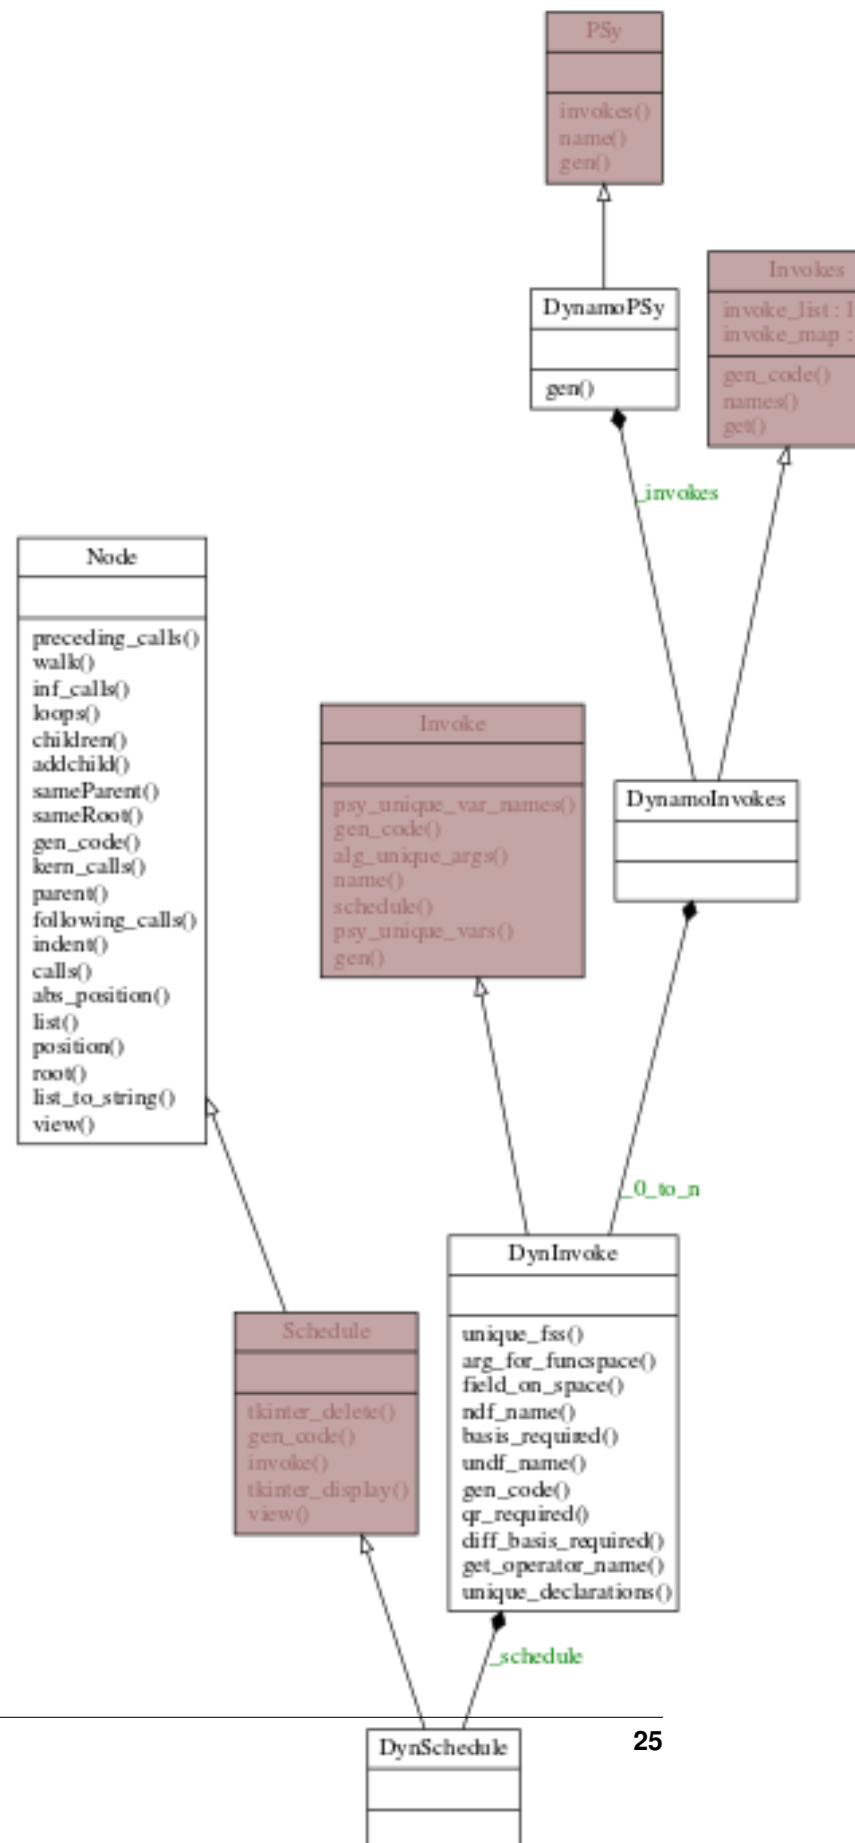 PSy
invokes()
name()
gen()
DynamoPSy
gen()
Invokes
invoke_list :
invoke_map :
gen_code()
names()
get()
_invokes
Node
preceding_calls()
walk()
inf_calls()
loops()
children()
addchild()
sameParent()
sameRoot()
gen_code()
kern_calls()
parent()
following_calls()
indent()
calls()
abs_position()
list()
position()
root()
list_to_string()
view()
Invoke
psy_unique_var_names()
gen_code()
alg_unique_args()
name()
schedule()
psy_unique_vars()
gen()
DynamoInvokes
_0_to_n
DynInvoke
unique_fss()
arg_for_funcspace()
field_on_space()
ndf_name()
basis_required()
undf_name()
gen_code()
qr_required()
diff_basis_required()
get_operator_name()
unique_declarations()
Schedule
tkinter_delete()
gen_code()
invoke()
tkinter_display()
view()
_schedule
DynSchedule
25